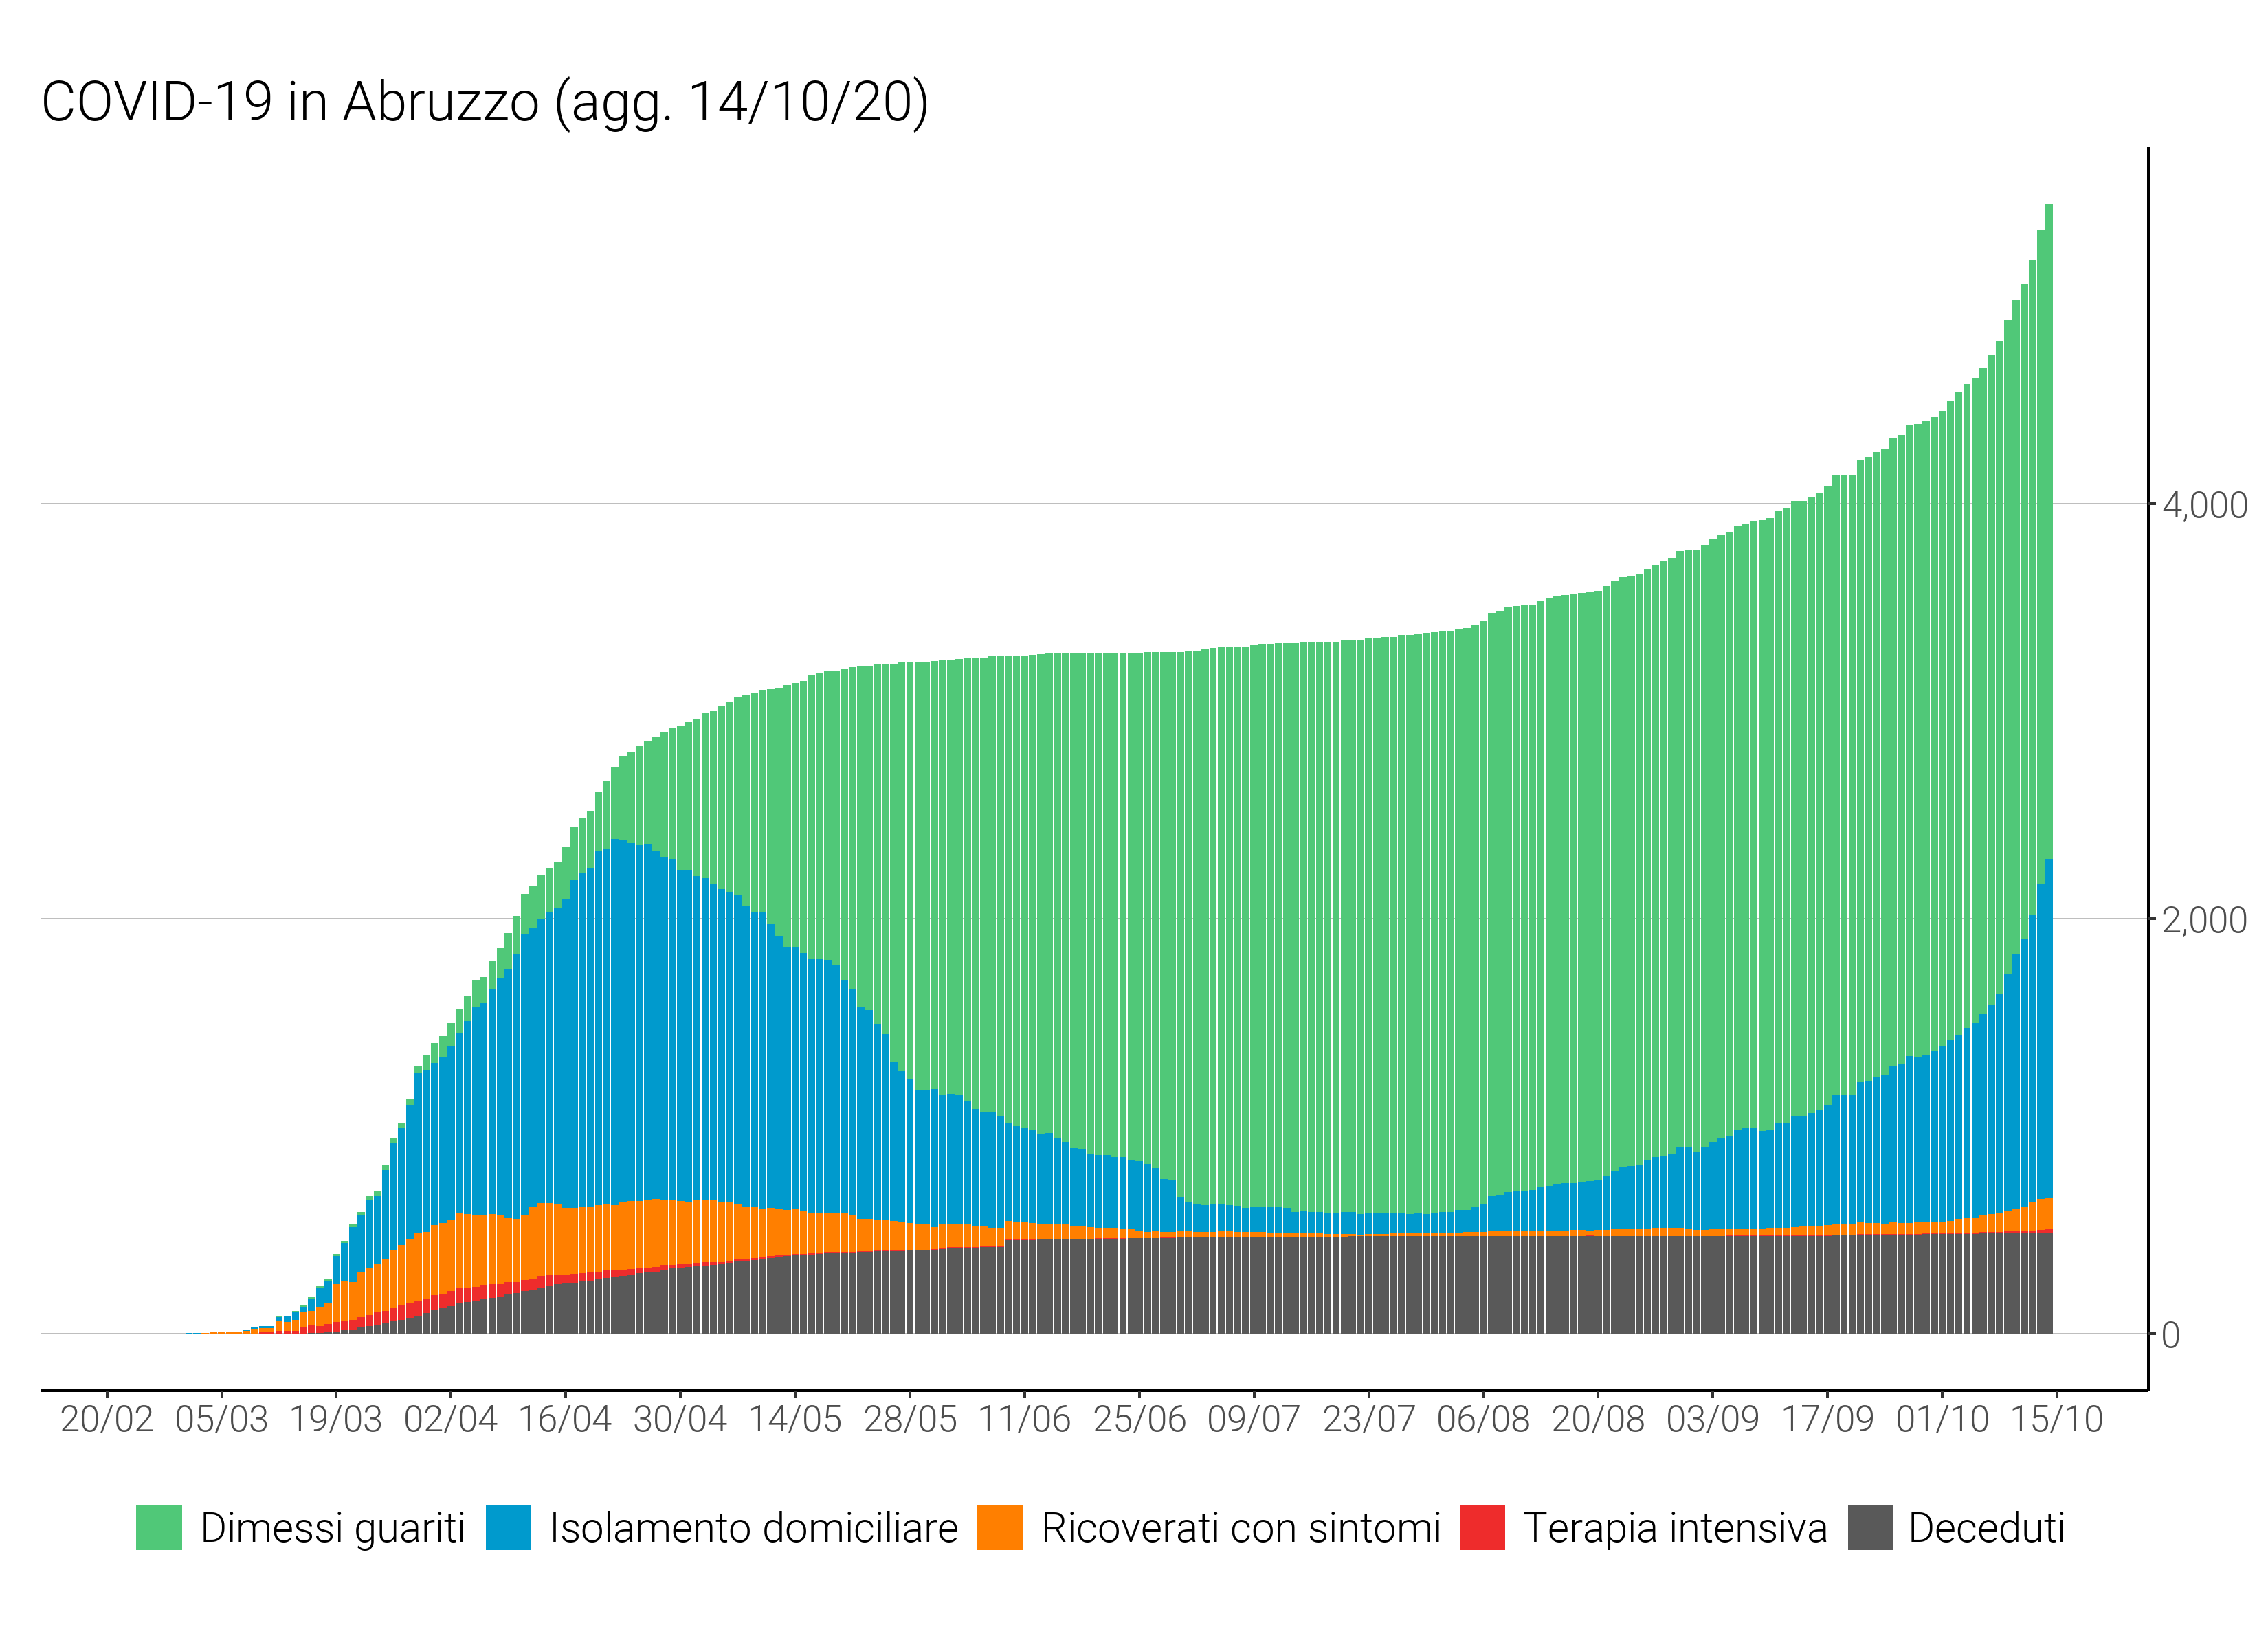 COVID-19 in Abruzzo (agg. 14/10/20)
4,000
2,000
0
20/02 05/03 19/03 02/04 16/04 30/04 14/05 28/05 11/06 25/06 09/07 23/07 06/08 20/08 03/09 17/09 01/10 15/10
Dimessi guariti Isolamento domiciliare Ricoverati con sintomi Terapia intensiva Deceduti